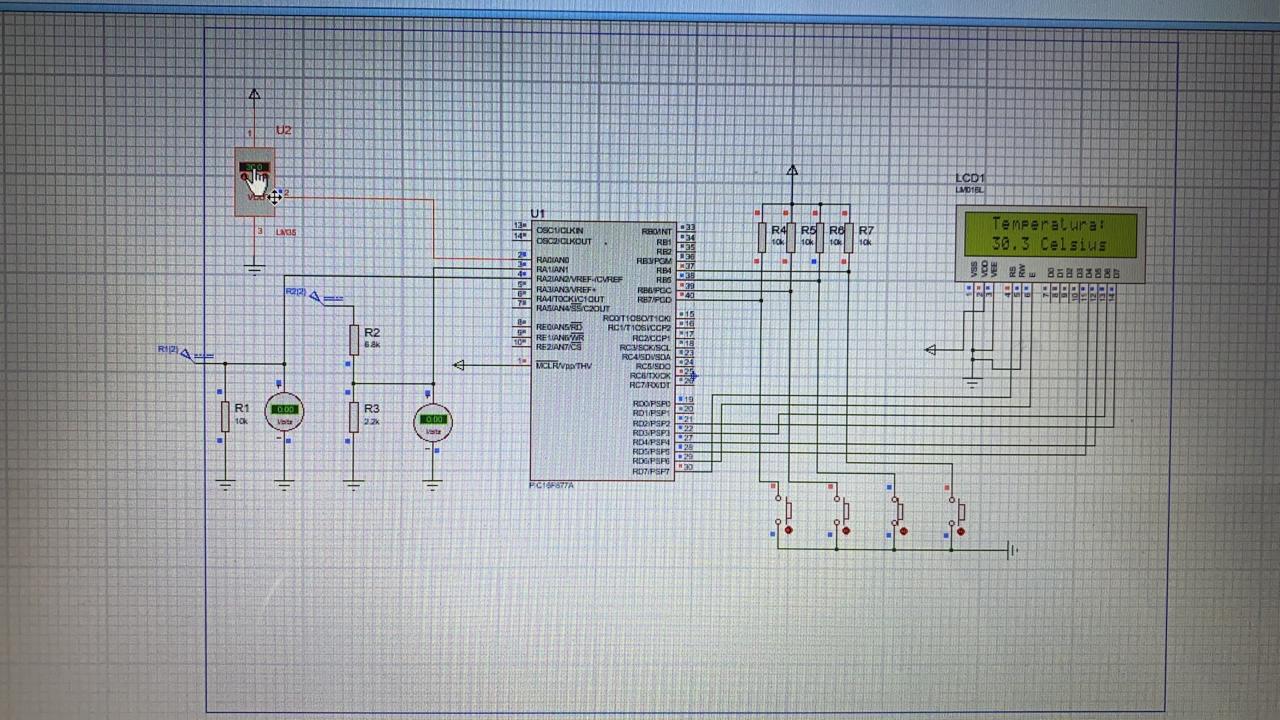 U2
1
2
3
LM35
R2(2)
R1(2)
R2
6.8k
R1
10k
R3
2.2k
0.00
Volts
0.00
Volts
U1
13
14
2
3
4
5
6
7
8
9
10
1
OSC1/CLKIN
OSC2/CLKOUT
RA0/AN0
RA1/AN1
RA2/AN2/VREF-/CVREF
RA3/AN3/VREF+
RA4/T0CKI/C1OUT
RA5/AN4/SS/C2OUT
RE0/AN5/RD
RE1/AN6/WR
RE2/AN7/CS
MCLR/Vpp/THV
RB0/INT
RB1
RB2
RB3/PGM
RB4
RB5
RB6/PGC
RB7/PGD
RC0/T1OSO/T1CKI
RC1/T1OSI/CCP2
RC2/CCP1
RC3/SCK/SCL
RC4/SDI/SDA
RC5/SDO
RC6/TX/CK
RC7/RX/DT
RD0/PSP0
RD1/PSP1
RD2/PSP2
RD3/PSP3
RD4/PSP4
RD5/PSP5
RD6/PSP6
RD7/PSP7
33
34
35
36
37
38
39
40
15
16
17
18
23
24
25
26
19
20
21
22
27
28
29
30
PIC16F877A
R4
10k
R5
10k
R6
10k
R7
10k
LCD1
LM016L
Temperatura:
30.3 Celsius
VSS
VDD
VEE
RS
RW
E
D0
D1
D2
D3
D4
D5
D6
D7
1
2
3
4
5
6
7
8
9
10
11
12
13
14